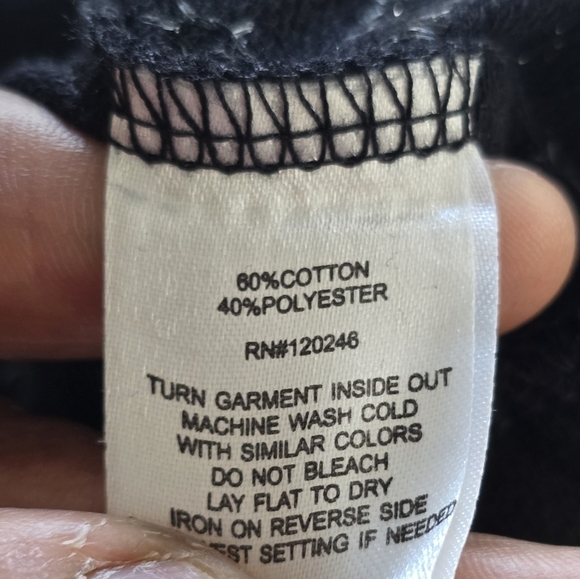 60%COTTON
40%POLYESTER
RN#120246
TURN GARMENT INSIDE OUT
MACHINE WASH COLD
WITH SIMILAR COLORS
DO NOT BLEACH
LAY FLAT TO DRY
IRON ON REVERSE SIDE
SETTING IF NEEDED